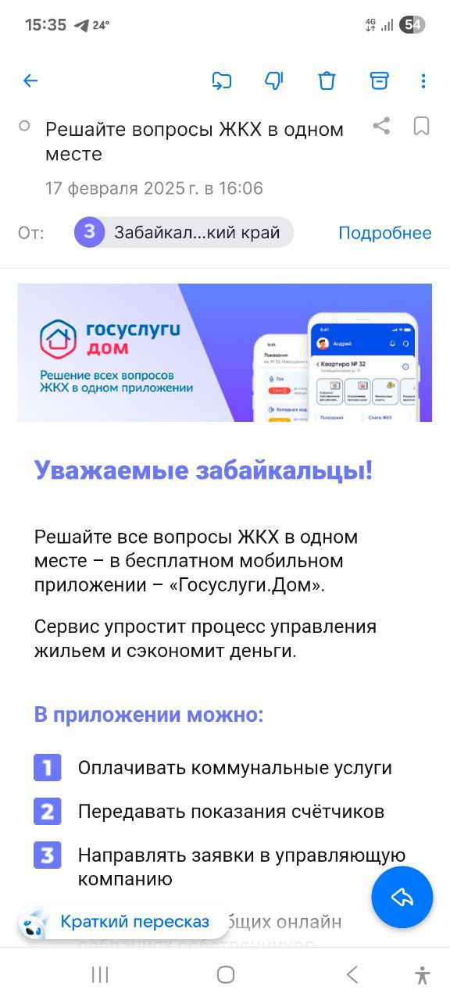 15:35 24°
4G 54
Решайте вопросы ЖКХ в одном
месте
17 февраля 2025 г. в 16:06
От: З Забайкал...кий край Подробнее
госуслуги
дом
Решение всех вопросов
ЖКХ в одном приложении
9:41
Показания
Газ
Холодная вод
9:41
Андрей
Квартира № 32
Показания Счета ЖКУ
Уважаемые забайкальцы!
Решайте все вопросы ЖКХ в одном
месте – в бесплатном мобильном
приложении – «Госуслуги.Дом».
Сервис упростит процесс управления
жильем и сэкономит деньги.
В приложении можно:
1 Оплачивать коммунальные услуги
2 Передавать показания счётчиков
3 Направлять заявки в управляющую
компанию
Краткий пересказ
бщих онлайн
собраниях собственников